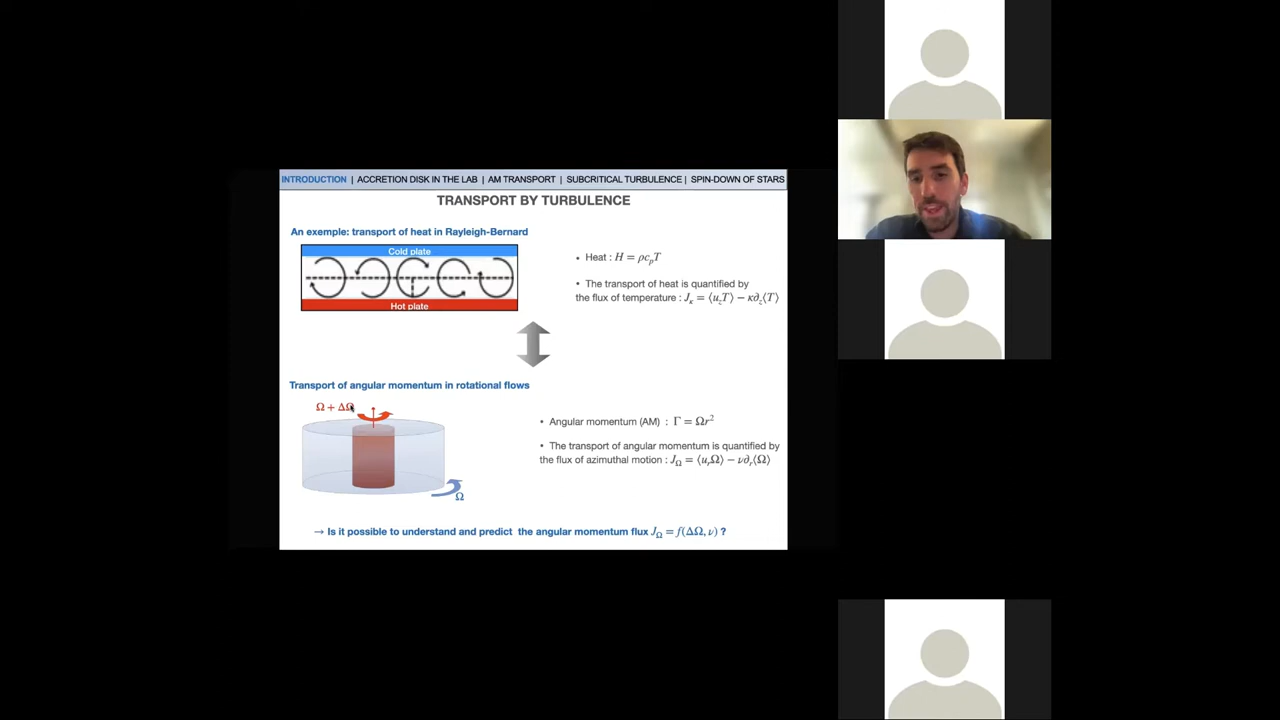 INTRODUCTION | ACCRETION DISK IN THE LAB | AM TRANSPORT | SUBCRITICAL TURBULENCE | SPIN-DOWN OF STARS
TRANSPORT BY TURBULENCE
An exemple: transport of heat in Rayleigh-Bernard
Cold plate
Hot plate
• Heat : H = ρcₚT
• The transport of heat is quantified by
the flux of temperature : Jκ = ⟨u_zT⟩ − κ∂_z⟨T⟩
Transport of angular momentum in rotational flows
Ω + ΔΩ
Ω
• Angular momentum (AM) : Γ = Ωr²
• The transport of angular momentum is quantified by
the flux of azimuthal motion : J_Ω = ⟨u_rΩ⟩ − ν∂_r⟨Ω⟩
→ Is it possible to understand and predict the angular momentum flux J_Ω = f(ΔΩ, ν) ?